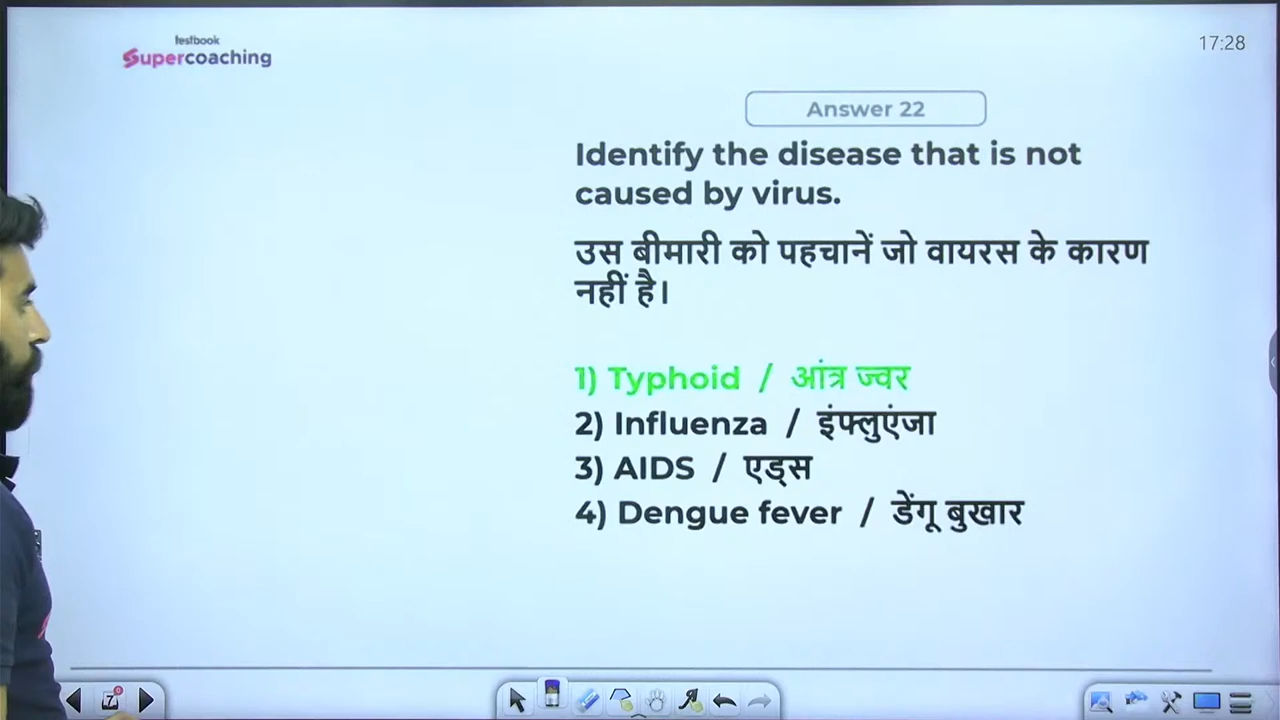 testbook
Supercoaching
17:28
Answer 22
Identify the disease that is not
caused by virus.
उस बीमारी को पहचानें जो वायरस के कारण
नहीं है।
1) Typhoid / आंत्र ज्वर
2) Influenza / इंफ्लुएंजा
3) AIDS / एड्स
4) Dengue fever / डेंगू बुखार
7